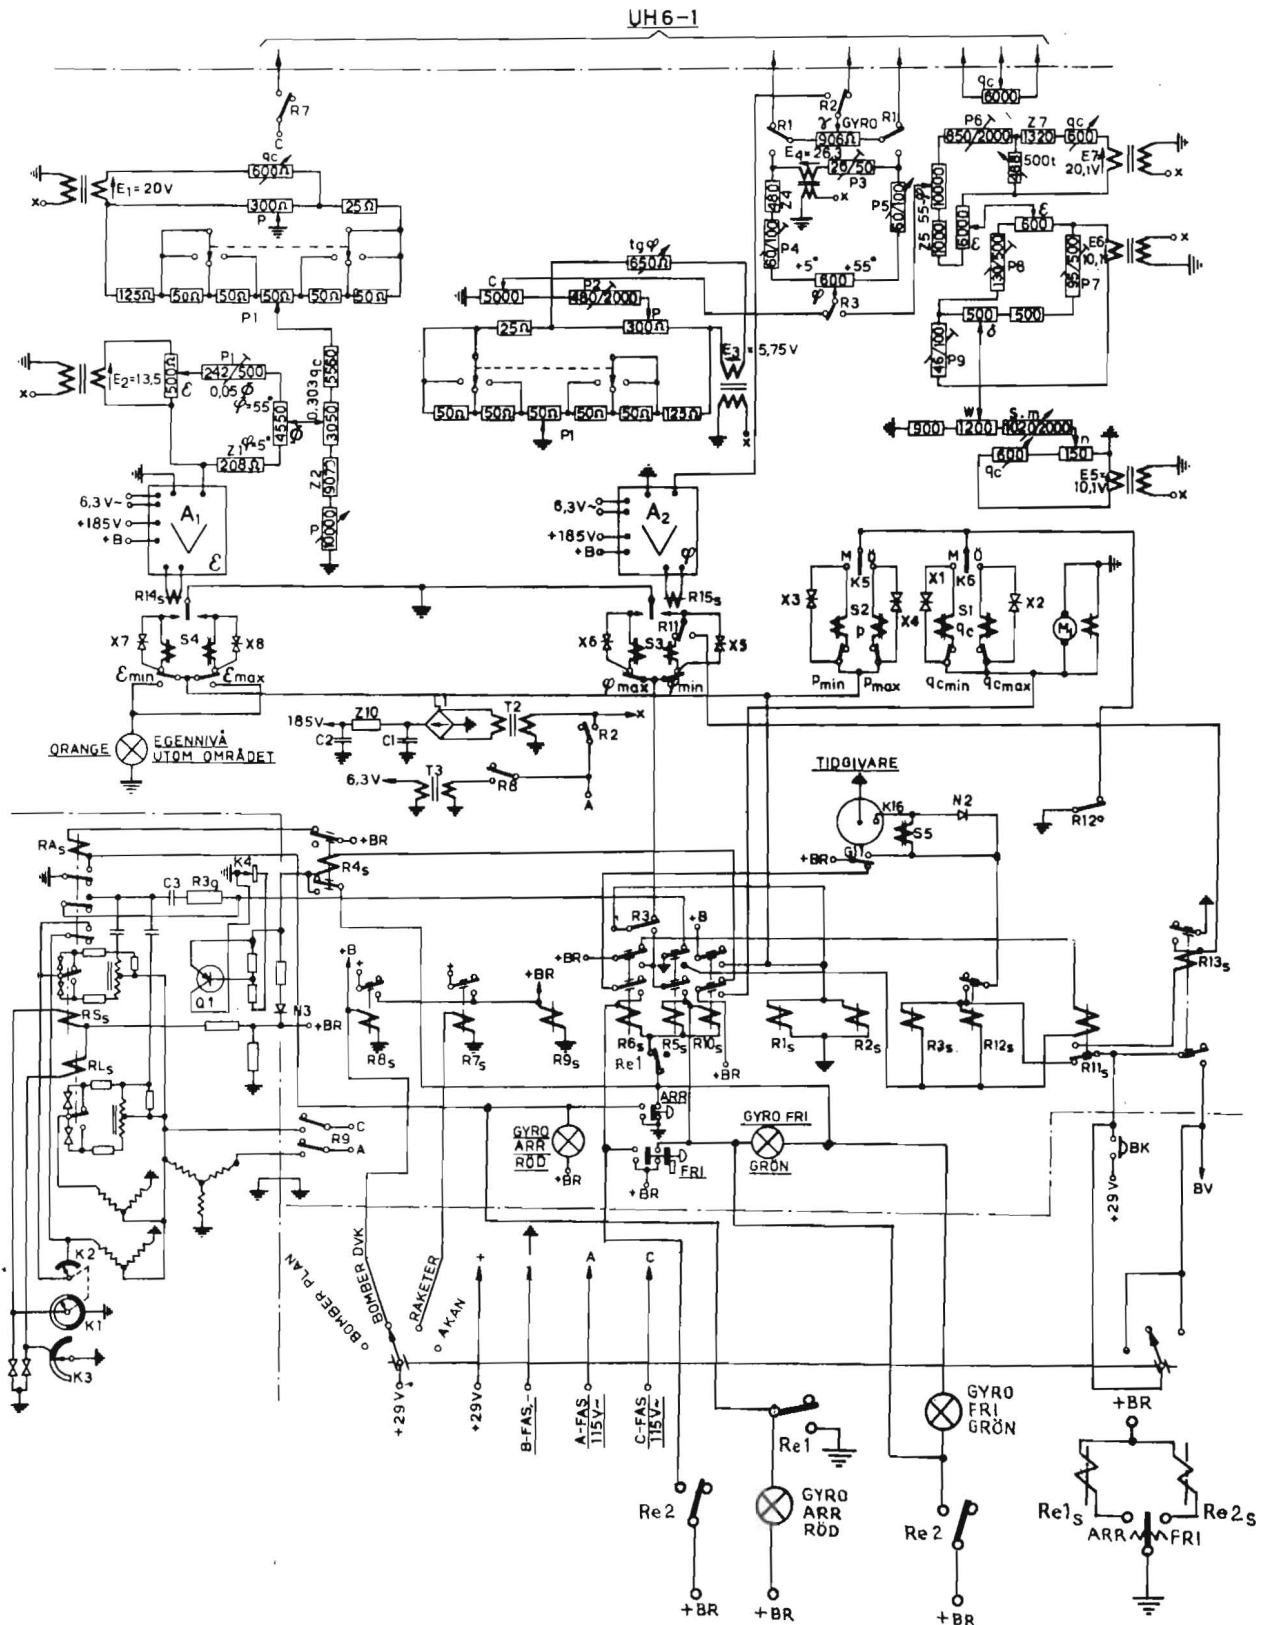 UH6-1
R7
C
qc
600Ω
E₁=20V
x
300Ω
25Ω
P
125Ω
50Ω
50Ω
50Ω
50Ω
50Ω
P1
E₂=13,5
x
500Ω
ε
P1
242/500
0,05 ϕ
φ=55°
4550
ϕ
φ=5°
Z1
208Ω
0.303qc
5550
3050
Z2
907
P
10000
6,3V~
+185V
+B
A₁
ε
R14s
R2
R1
γ
GYRO
R1
906Ω
E₄=26,3
20/50
P3
x
480
Z4
60/100
P4
P5
50/100
+5°
+55°
600
φ
R3
tgφ
650Ω
C
5000
P2
480/2000
P
25Ω
300Ω
E₃=5,75V
50Ω
50Ω
50Ω
50Ω
50Ω
125Ω
P1
x
6,3V~
+185V
+B
A₂
φ
R15s
qc
6000
P6
850/2000
Z7
1320
qc
600
E7
20,1V
x
500t
10000
55-φ
Z5
6000
ε
ε
600
130/500
P8
95/500
P7
E6
10,1
x
500
500
δ
46/100
P9
W
S.m
900
1200
1020/2000
n
600
qc
150
E5=
10,1V
x
X7
S4
X8
εmin
εmax
ORANGE
EGENNIVÅ
UTOM OMRÅDET
X6
S3
R11
X5
φmax
φmin
M
Ö
K5
X3
S2
p
X4
pmin
pmax
M
Ö
K6
X1
S1
qc
X2
qcmin
qcmax
M1
185V
Z10
C2
C1
T2
x
R2
6,3V
T3
R8
A
TIDGIVARE
K16
N2
S5
G11
+BR
R12
RAs
+BR
R4s
K4
C3
R3g
Q1
N3
+BR
RSs
RLs
C
R9
A
K2
K1
K3
+B
+
R8s
+
R7s
+BR
R9s
R3
+B
+BR
R6s
R5s
R10s
+BR
Re1
R1s
R2s
R3s
R12s
R11s
R13s
ARR
GYRO
ARR
RÖD
+BR
FRI
+BR
GYRO FRI
GRÖN
BK
+29V
BV
BOMBER PLAN
BOMBER DVK
RAKETER
AKAN
+
A
C
+29V
+29V
B-FAS,-
A-FAS
115V~
C-FAS
115V~
Re1
Re2
+BR
GYRO
ARR
RÖD
+BR
GYRO
FRI
GRÖN
Re2
+BR
+BR
Re1s
Re2s
ARR
FRI